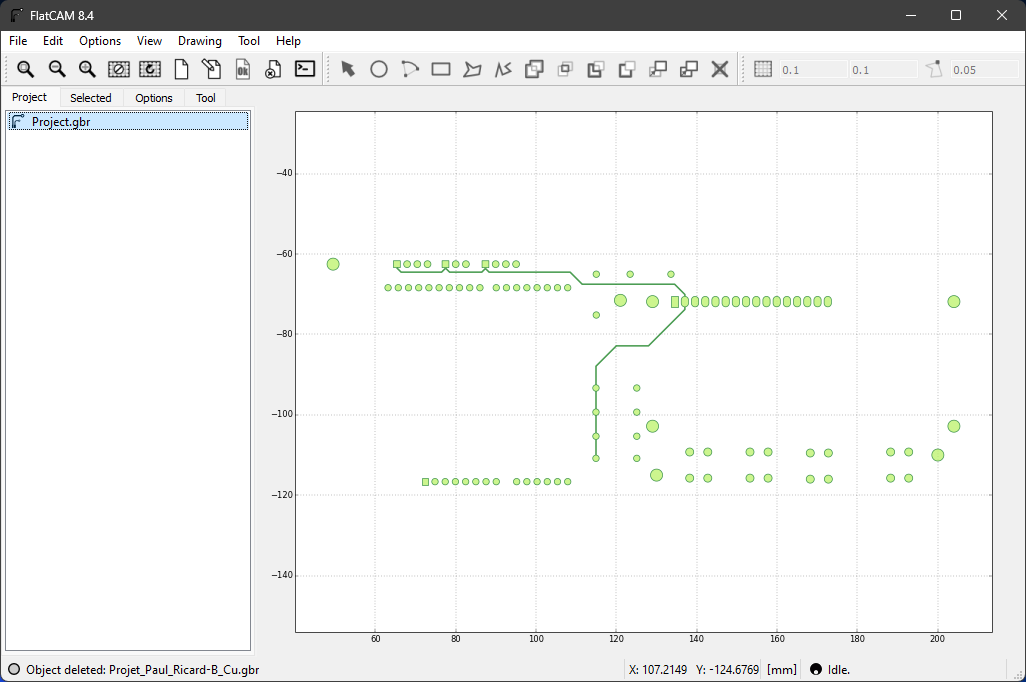 FlatCAM 8.4
File Edit Options View Drawing Tool Help
Ok 0.1 0.1 0.05
Project Selected Options Tool
Project.gbr
−40
−60
−80
−100
−120
−140
60 80 100 120 140 160 180 200
Object deleted: Projet_Paul_Ricard-B_Cu.gbr X: 107.2149 Y: -124.6769 [mm] Idle.